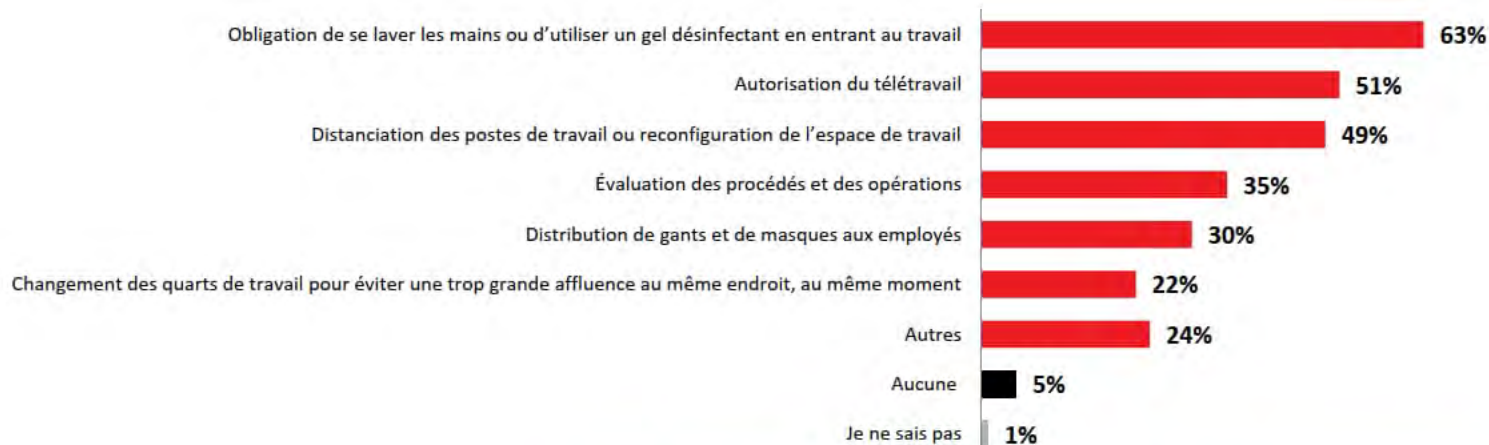 Obligation de se laver les mains ou d’utiliser un gel désinfectant en entrant au travail 63%
Autorisation du télétravail 51%
Distanciation des postes de travail ou reconfiguration de l’espace de travail 49%
Évaluation des procédés et des opérations 35%
Distribution de gants et de masques aux employés 30%
Changement des quarts de travail pour éviter une trop grande affluence au même endroit, au même moment 22%
Autres 24%
Aucune 5%
Je ne sais pas 1%